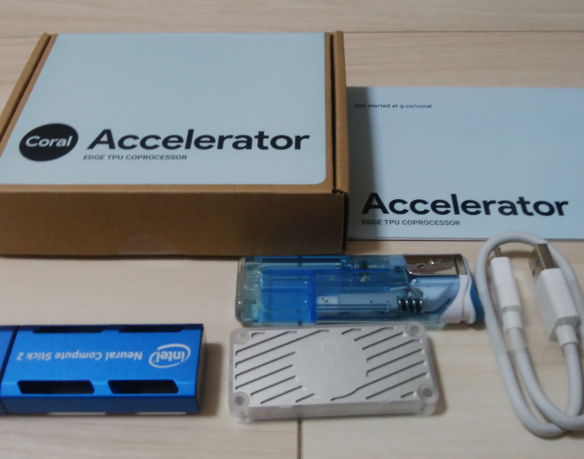 Coral
Accelerator
EDGE TPU COPROCESSOR
Get started at g.co/coral
Accelerator
EDGE TPU COPROCESSOR
intel
Neural Compute Stick 2